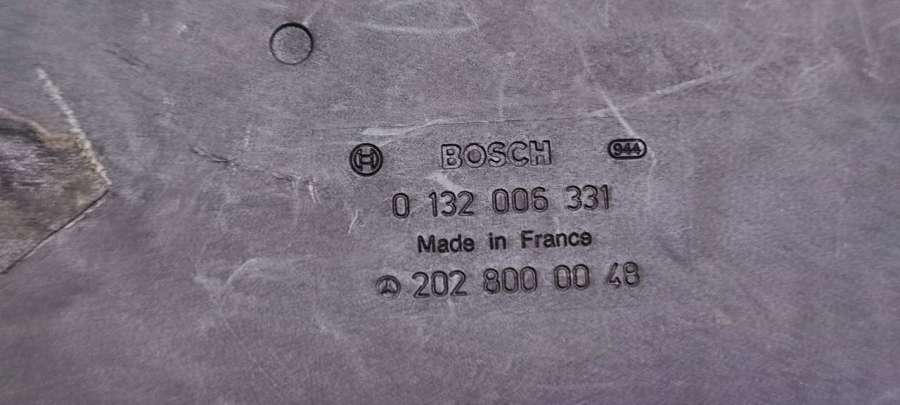 BOSCH 944
0 132 006 331
Made in France
202 800 00 48